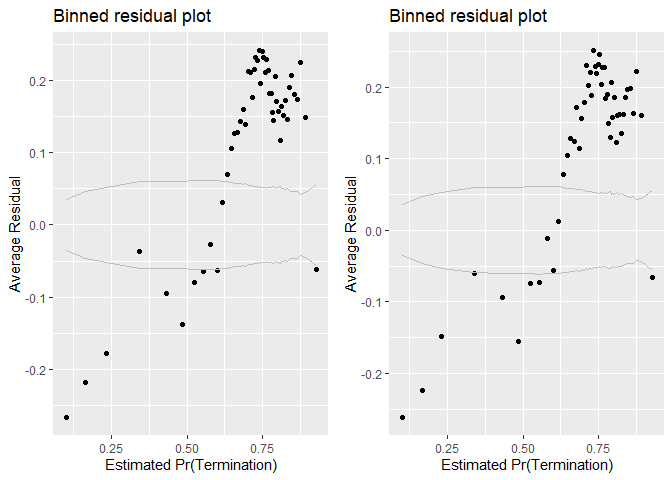 Binned residual plot
0.2
0.1
0.0
-0.1
-0.2
Average Residual
0.25
0.50
0.75
Estimated Pr(Termination)
Binned residual plot
0.2
0.1
0.0
-0.1
-0.2
Average Residual
0.25
0.50
0.75
Estimated Pr(Termination)